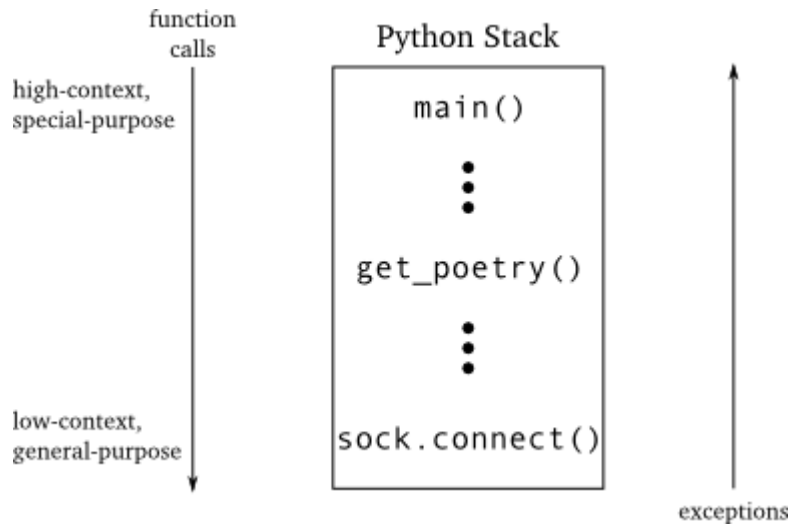 function
calls
Python Stack
high-context,
special-purpose
main()
get_poetry()
low-context,
general-purpose
sock.connect()
exceptions